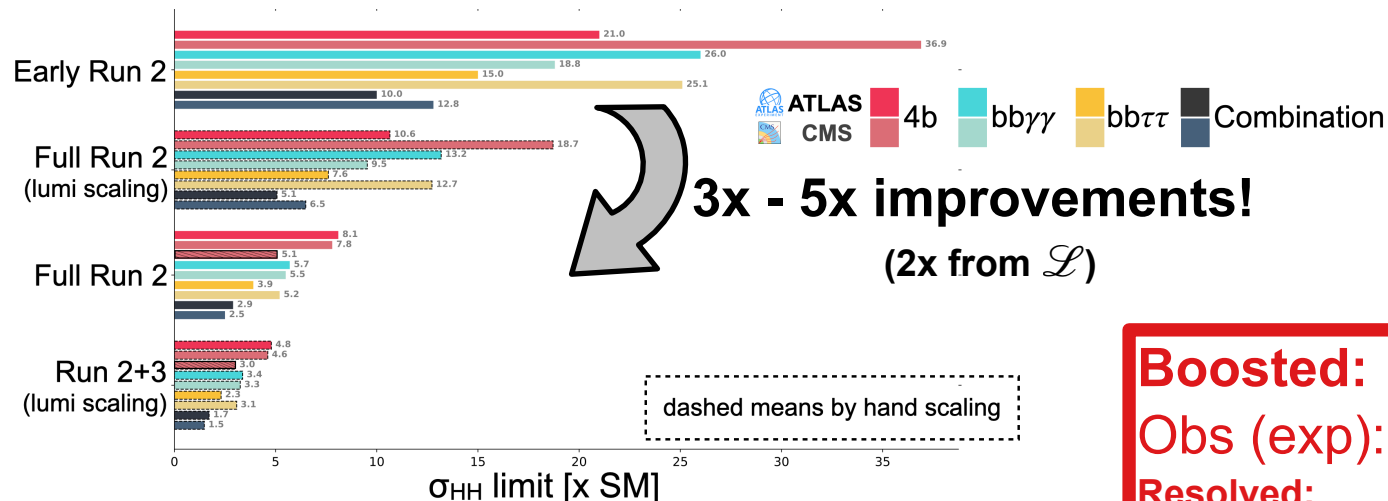 21.0
36.9
26.0
Early Run 2
18.8
15.0
25.1
10.0
12.8
ATLAS
EXPERIMENT
CMS
ATLAS
CMS
4b
bbγγ
bbττ
Combination
10.6
18.7
Full Run 2
13.2
(lumi scaling)
9.5
7.6
12.7
5.1
6.5
3x - 5x improvements!
(2x from ℒ)
8.1
7.8
5.1
Full Run 2
5.7
5.5
3.9
5.2
2.9
2.5
4.8
4.6
3.0
Run 2+3
3.4
(lumi scaling)
3.3
2.3
3.1
1.7
1.5
dashed means by hand scaling
0 5 10 15 20 25 30 35
σHH limit [x SM]
Boosted:
Obs (exp):
Resolved: